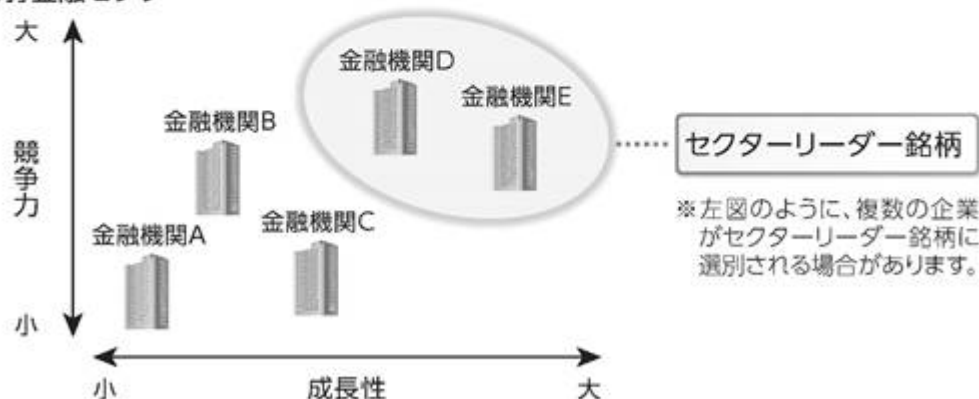 大
金融機関D
金融機関E
金融機関B
競争力
セクターリーダー銘柄
※左図のように、複数の企業
がセクターリーダー銘柄に
選別される場合があります。
金融機関A
金融機関C
小
小
成長性
大